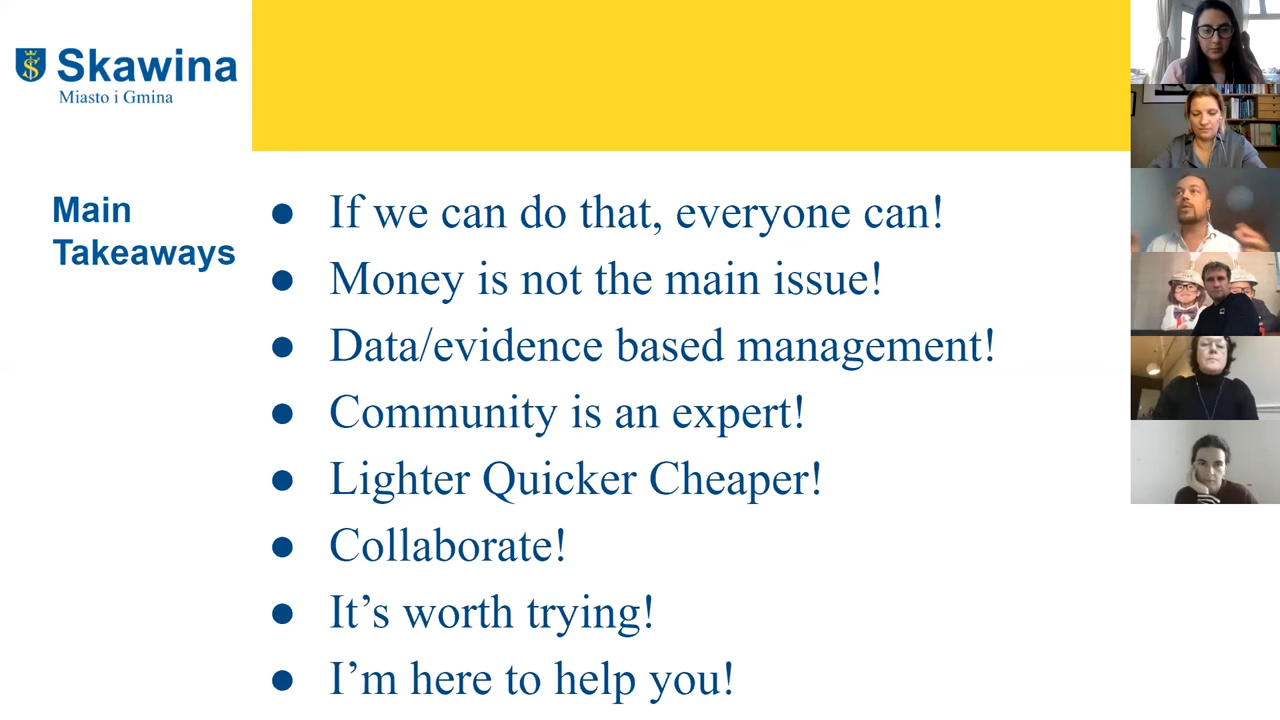 Skawina
Miasto i Gmina
Main
Takeaways
● If we can do that, everyone can!
● Money is not the main issue!
● Data/evidence based management!
● Community is an expert!
● Lighter Quicker Cheaper!
● Collaborate!
● It’s worth trying!
● I’m here to help you!